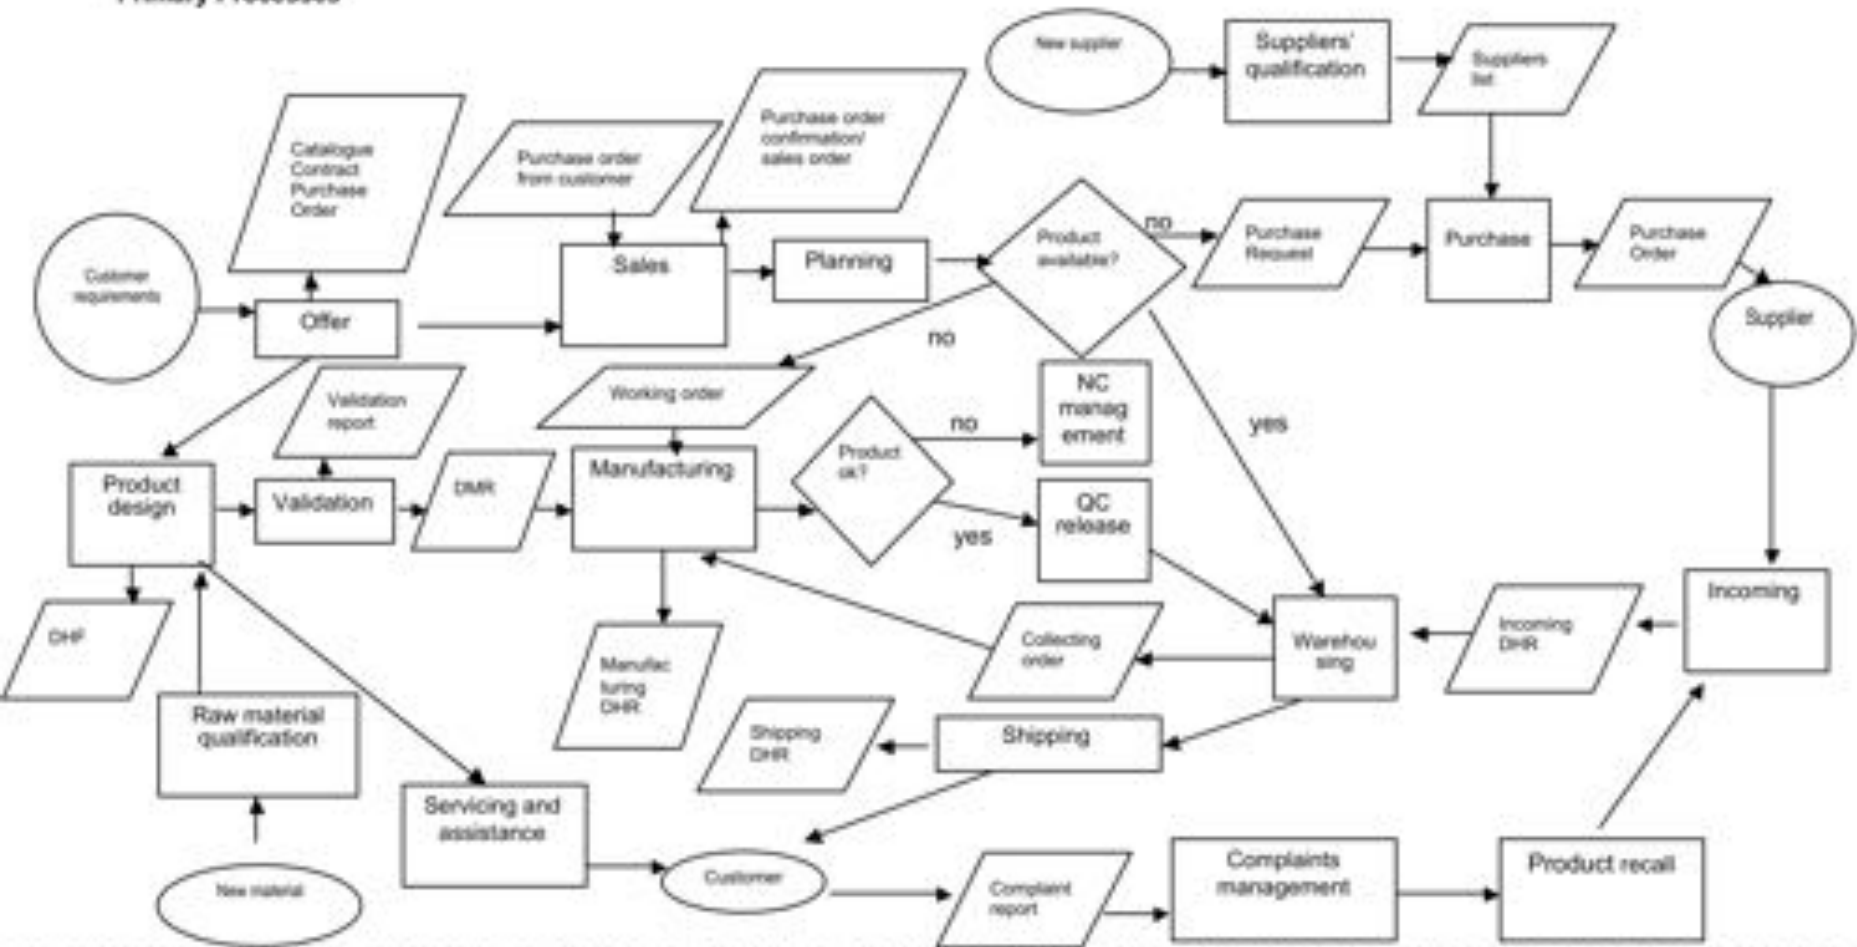 Primary Processes
New supplier
Suppliers'
qualification
Suppliers
list
Catalogue
Contract
Purchase
Order
Purchase order
from customer
Purchase order
confirmation/
sales order
Customer
requirements
Offer
Sales
Planning
Product
available?
no
Purchase
Request
Purchase
Purchase
Order
Supplier
no
yes
Validation
report
Working order
NC
manag
ement
Product
design
Validation
DMR
Manufacturing
Product
ok?
no
yes
QC
release
DHF
Raw material
qualification
Manufac
turing
DHR
Collecting
order
Warehou
sing
Incoming
DHR
Incoming
Shipping
DHR
Shipping
Servicing and
assistance
New material
Customer
Complaint
report
Complaints
management
Product recall